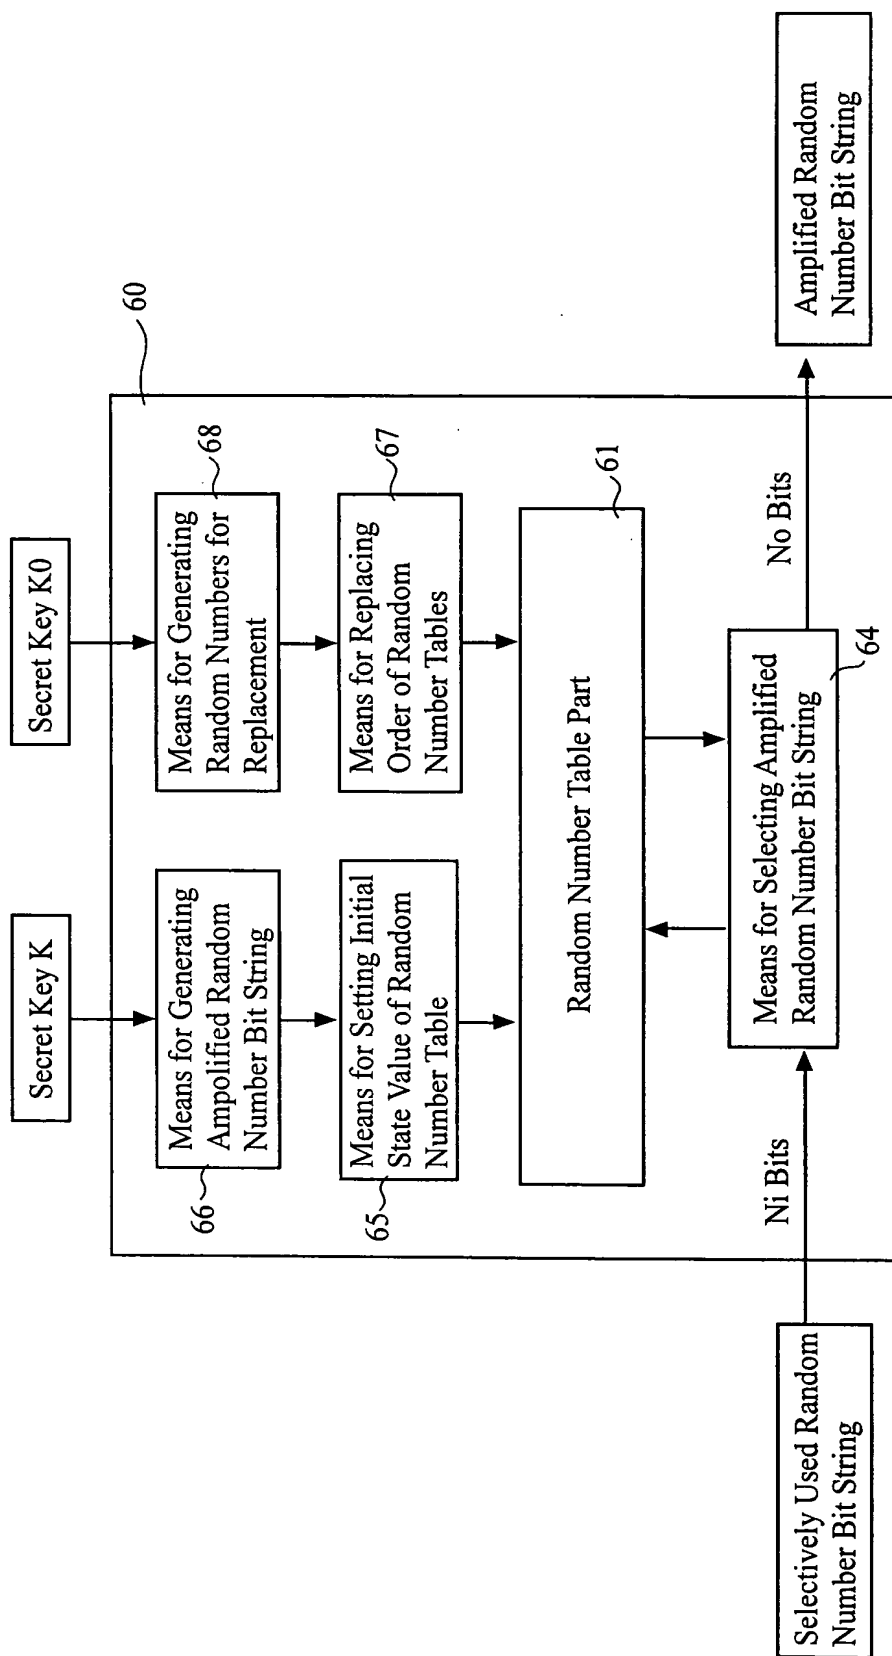 Secret Key K
Secret Key K0
60
Means for Generating
Ampolified Random
Number Bit String
66
Means for Generating
Random Numbers for
Replacement
68
Means for Setting Initial
State Value of Random
Number Table
65
Means for Replacing
Order of Random
Number Tables
67
Random Number Table Part
61
Selectively Used Random
Number Bit String
Ni Bits
Means for Selecting Amplified
Random Number Bit String
64
No Bits
Amplified Random
Number Bit String